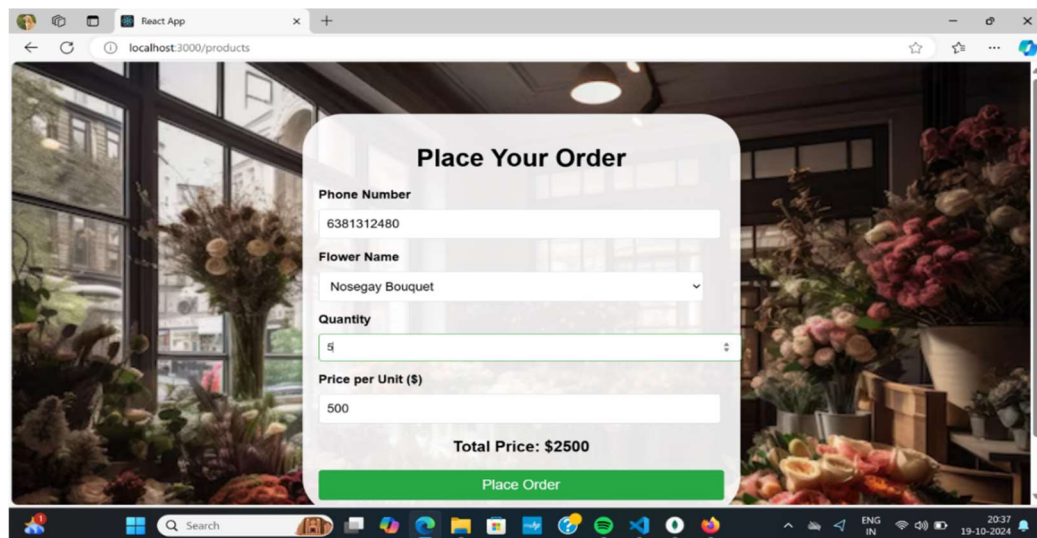 React App
localhost:3000/products
Place Your Order
Phone Number
6381312480
Flower Name
Nosegay Bouquet
Quantity
5
Price per Unit ($)
500
Total Price: $2500
Place Order
Search
ENG
IN
20:37
19-10-2024